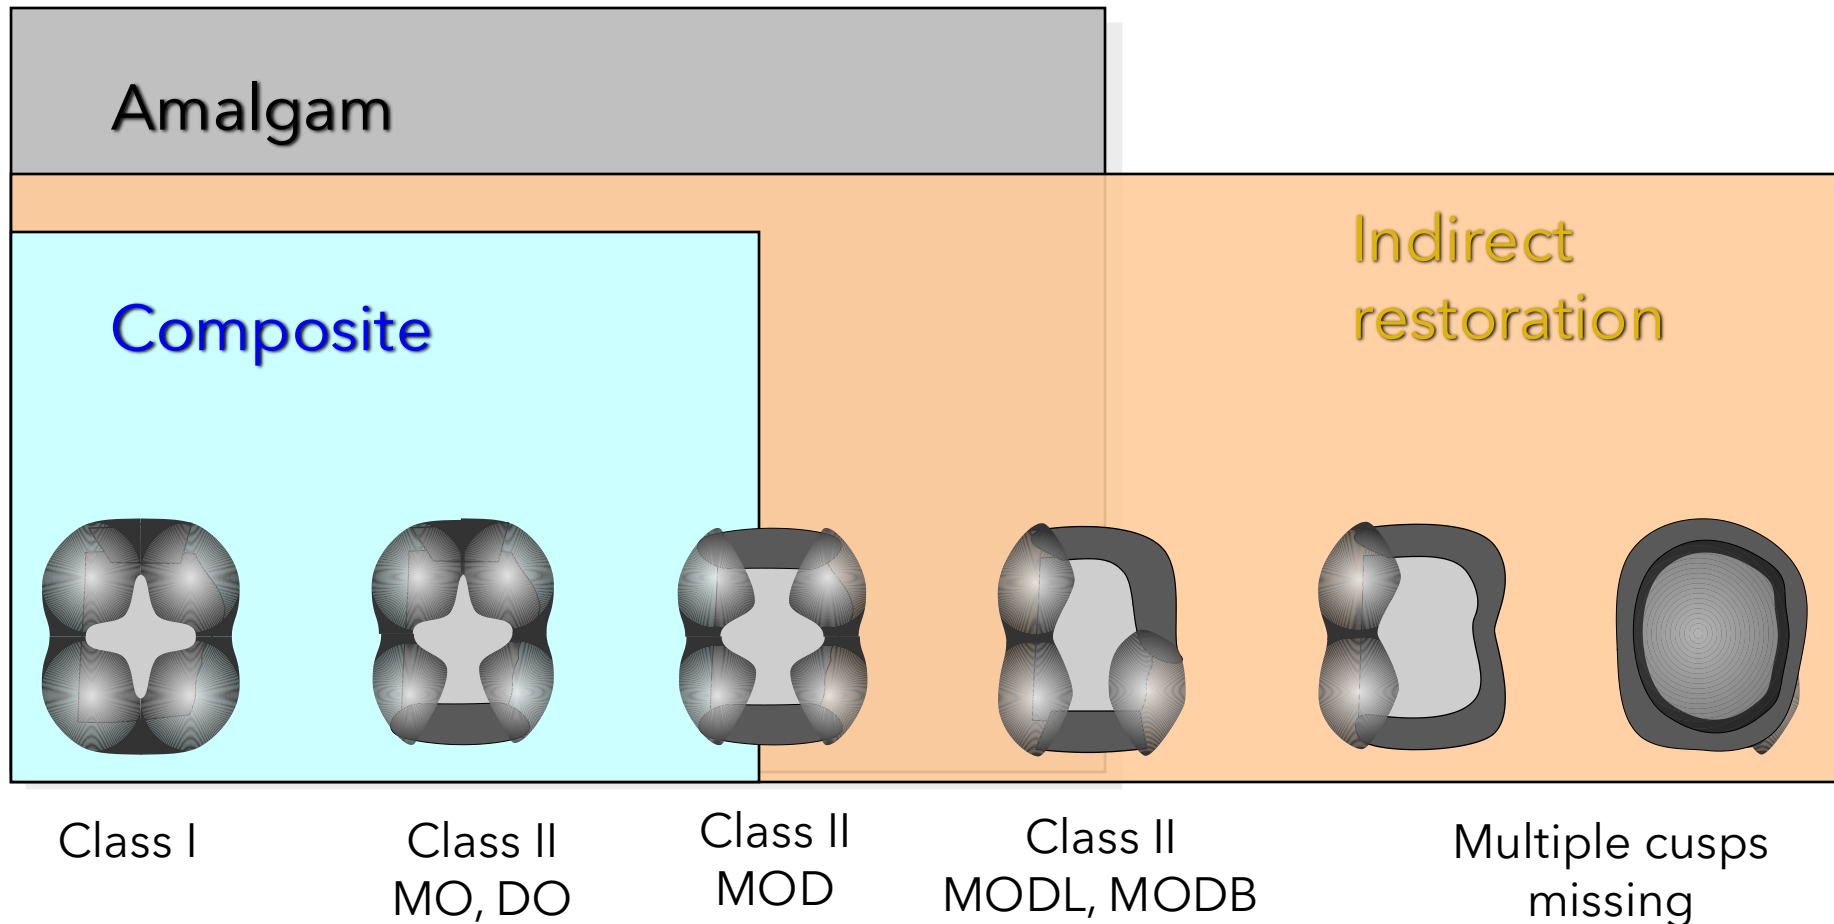 Amalgam
Indirect
restoration
Composite
Class I
Class II
MO, DO
Class II
MOD
Class II
MODL, MODB
Multiple cusps
missing